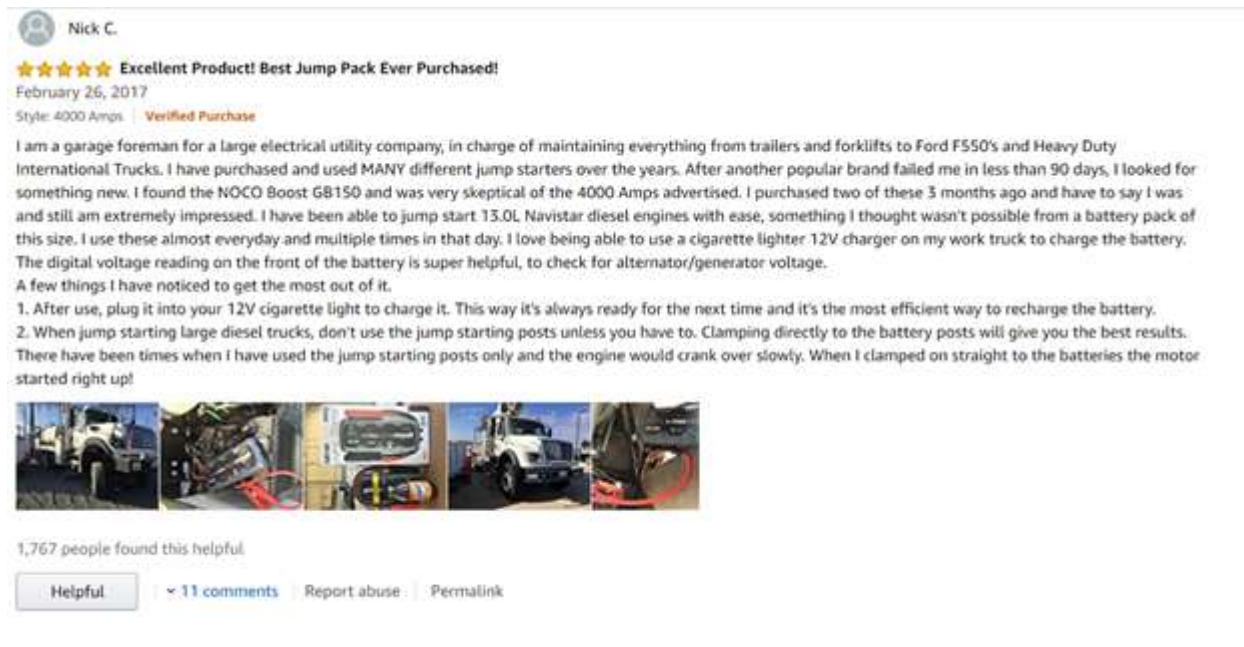 Nick C.
Excellent Product! Best Jump Pack Ever Purchased!
February 26, 2017
Style: 4000 Amps Verified Purchase
I am a garage foreman for a large electrical utility company, in charge of maintaining everything from trailers and forklifts to Ford F550's and Heavy Duty
International Trucks. I have purchased and used MANY different jump starters over the years. After another popular brand failed me in less than 90 days, I looked for
something new. I found the NOCO Boost GB150 and was very skeptical of the 4000 Amps advertised. I purchased two of these 3 months ago and have to say I was
and still am extremely impressed. I have been able to jump start 13.0L Navistar diesel engines with ease, something I thought wasn't possible from a battery pack of
this size. I use these almost everyday and multiple times in that day. I love being able to use a cigarette lighter 12V charger on my work truck to charge the battery.
The digital voltage reading on the front of the battery is super helpful, to check for alternator/generator voltage.
A few things I have noticed to get the most out of it.
1. After use, plug it into your 12V cigarette light to charge it. This way it's always ready for the next time and it's the most efficient way to recharge the battery.
2. When jump starting large diesel trucks, don't use the jump starting posts unless you have to. Clamping directly to the battery posts will give you the best results.
There have been times when I have used the jump starting posts only and the engine would crank over slowly. When I clamped on straight to the batteries the motor
started right up!
1,767 people found this helpful
Helpful 11 comments Report abuse Permalink